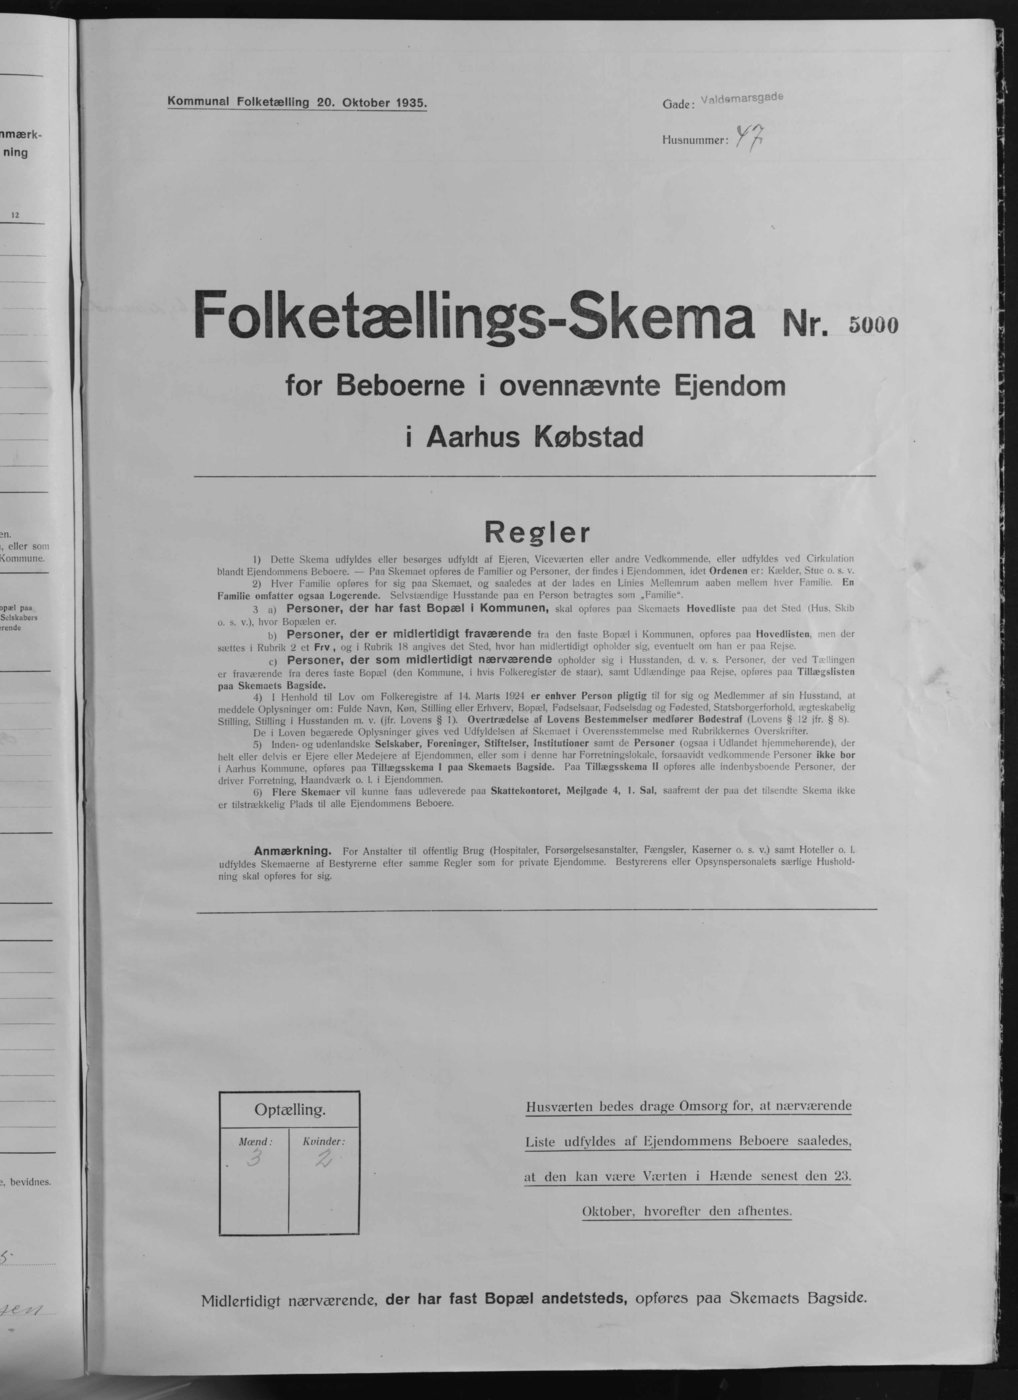 nmærk-
ning
12
en.
, eller som
Kommune.
opæl paa
Selskabers
erende
e, bevidnes.
sen
Kommunal Folketælling 20. Oktober 1935.
Gade: Valdemarsgade
Husnummer: 47
Folketællings-Skema Nr. 5000
for Beboerne i ovennævnte Ejendom
i Aarhus Købstad
Regler
1) Dette Skema udfyldes eller besørges udfyldt af Ejeren, Viceværten eller andre Vedkommende, eller udfyldes ved Cirkulation
blandt Ejendommens Beboere. — Paa Skemaet opføres de Familier og Personer, der findes i Ejendommen, idet Ordenen er: Kælder, Stue o. s. v.
2) Hver Familie opføres for sig paa Skemaet, og saaledes at der lades en Linies Mellemrum aaben mellem hver Familie. En
Familie omfatter ogsaa Logerende. Selvstændige Husstande paa en Person betragtes som „Familie“.
3 a) Personer, der har fast Bopæl i Kommunen, skal opføres paa Skemaets Hovedliste paa det Sted (Hus, Skib
o. s. v.), hvor Bopælen er.
b) Personer, der er midlertidigt fraværende fra den faste Bopæl i Kommunen, opføres paa Hovedlisten, men der
sættes i Rubrik 2 et Frv., og i Rubrik 18 angives det Sted, hvor han midlertidigt opholder sig, eventuelt om han er paa Rejse.
c) Personer, der som midlertidigt nærværende opholder sig i Husstanden, d. v. s. Personer, der ved Tællingen
er fraværende fra deres faste Bopæl (den Kommune, i hvis Folkeregister de staar), samt Udlændinge paa Rejse, opføres paa Tillægslisten
paa Skemaets Bagside.
4) I Henhold til Lov om Folkeregistre af 14. Marts 1924 er enhver Person pligtig til for sig og Medlemmer af sin Husstand, at
meddele Oplysninger om: Fulde Navn, Køn, Stilling eller Erhverv, Bopæl, Fødselsaar, Fødselsdag og Fødested, Statsborgerforhold, ægteskabelig
Stilling, Stilling i Husstanden m. v. (jfr. Lovens § 1). Overtrædelse af Lovens Bestemmelser medfører Bødestraf (Lovens § 12 jfr. § 8).
De i Loven begærede Oplysninger gives ved Udfyldelsen af Skemaet i Overensstemmelse med Rubrikkernes Overskrifter.
5) Inden- og udenlandske Selskaber, Foreninger, Stiftelser, Institutioner samt de Personer (ogsaa i Udlandet hjemmehørende), der
helt eller delvis er Ejere eller Medejere af Ejendommen, eller som i denne har Forretningslokale, forsaavidt vedkommende Personer ikke bor
i Aarhus Kommune, opføres paa Tillægsskema I paa Skemaets Bagside. Paa Tillægsskema II opføres alle indenbysboende Personer, der
driver Forretning, Haandværk o. l. i Ejendommen.
6) Flere Skemaer vil kunne faas udleverede paa Skattekontoret, Mejlgade 4, 1. Sal, saafremt der paa det tilsendte Skema ikke
er tilstrækkelig Plads til alle Ejendommens Beboere.
Anmærkning. For Anstalter til offentlig Brug (Hospitaler, Forsørgelsesanstalter, Fængsler, Kaserner o. s. v.) samt Hoteller o. l.
udfyldes Skemaerne af Bestyrerne efter samme Regler som for private Ejendomme. Bestyrerens eller Opsynspersonalets særlige Hushold-
ning skal opføres for sig.
Optælling.
Mænd: Kvinder:
3 2
Husværten bedes drage Omsorg for, at nærværende
Liste udfyldes af Ejendommens Beboere saaledes,
at den kan være Værten i Hænde senest den 23.
Oktober, hvorefter den afhentes.
Midlertidigt nærværende, der har fast Bopæl andetsteds, opføres paa Skemaets Bagside.